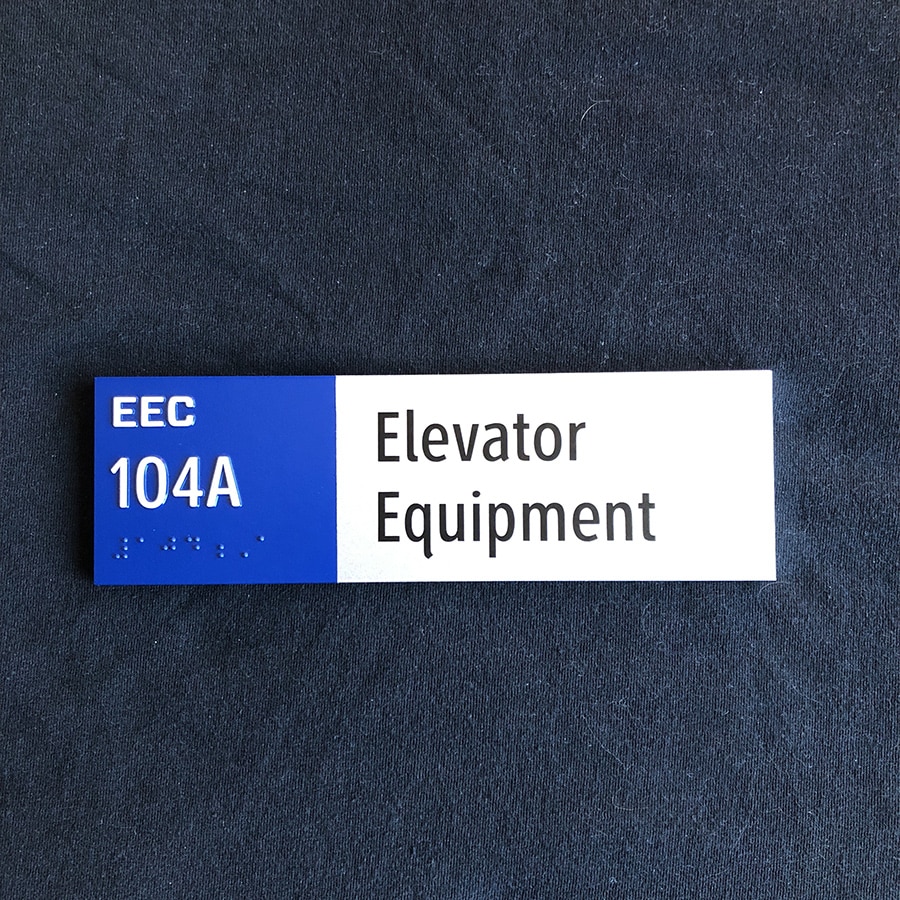 EEC
104A
Elevator
Equipment